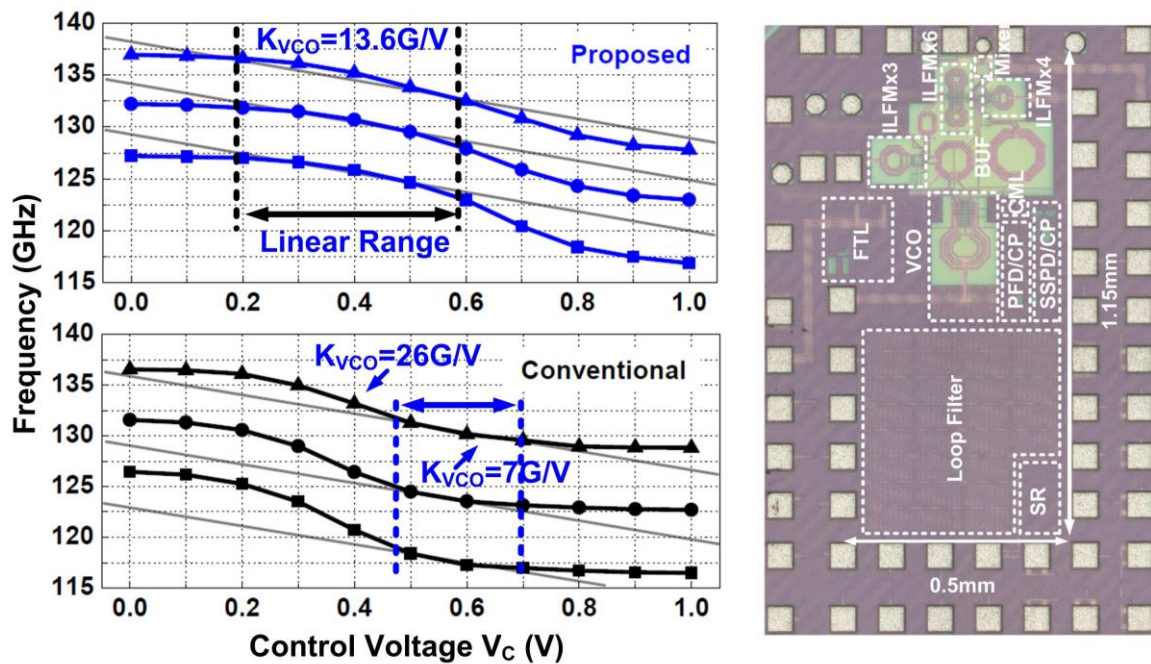 Frequency (GHz)
140
135
130
125
120
115
K_VCO=13.6G/V
Proposed
Linear Range
0.0 0.2 0.4 0.6 0.8 1.0
140
135
130
125
120
115
K_VCO=26G/V
Conventional
K_VCO=7G/V
0.0 0.2 0.4 0.6 0.8 1.0
Control Voltage V_C (V)
ILFMx3
ILFMx6
Mixer
ILFMx4
BUF
CML
FTL
VCO
PFD/CP
SSPD/CP
1.15mm
Loop Filter
SR
0.5mm